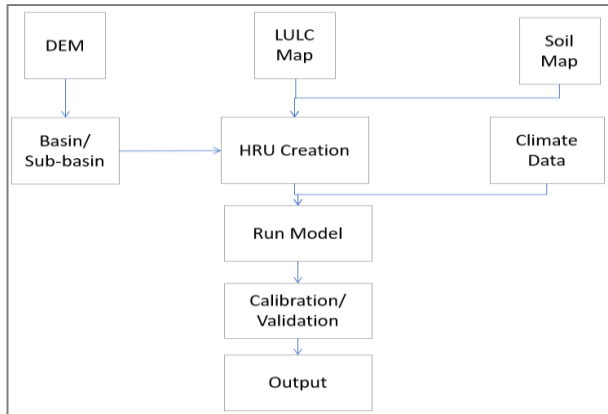 DEM
LULC
Map
Soil
Map
Basin/
Sub-basin
HRU Creation
Climate
Data
Run Model
Calibration/
Validation
Output